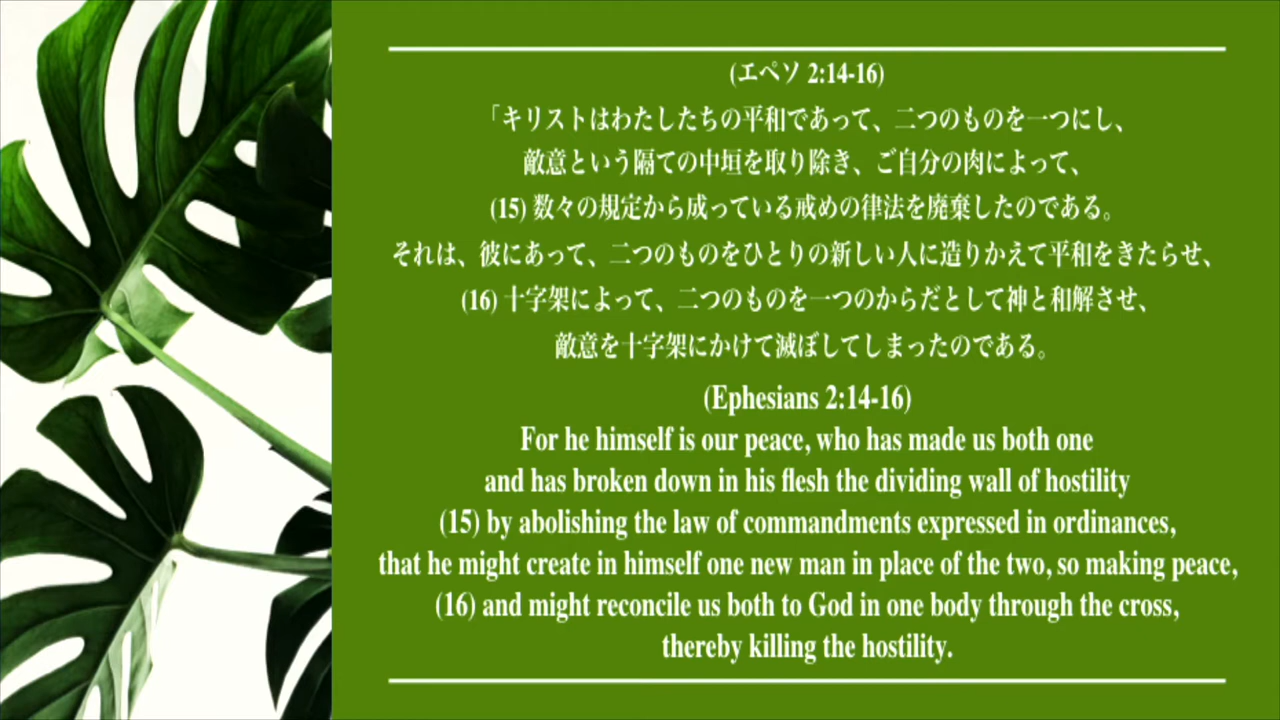 (エペソ 2:14-16)
「キリストはわたしたちの平和であって、二つのものを一つにし、
敵意という隔ての中垣を取り除き、ご自分の肉によって、
(15) 数々の規定から成っている戒めの律法を廃棄したのである。
それは、彼にあって、二つのものをひとりの新しい人に造りかえて平和をきたらせ、
(16) 十字架によって、二つのものを一つのからだとして神と和解させ、
敵意を十字架にかけて滅ぼしてしまったのである。
(Ephesians 2:14-16)
For he himself is our peace, who has made us both one
and has broken down in his flesh the dividing wall of hostility
(15) by abolishing the law of commandments expressed in ordinances,
that he might create in himself one new man in place of the two, so making peace,
(16) and might reconcile us both to God in one body through the cross,
thereby killing the hostility.